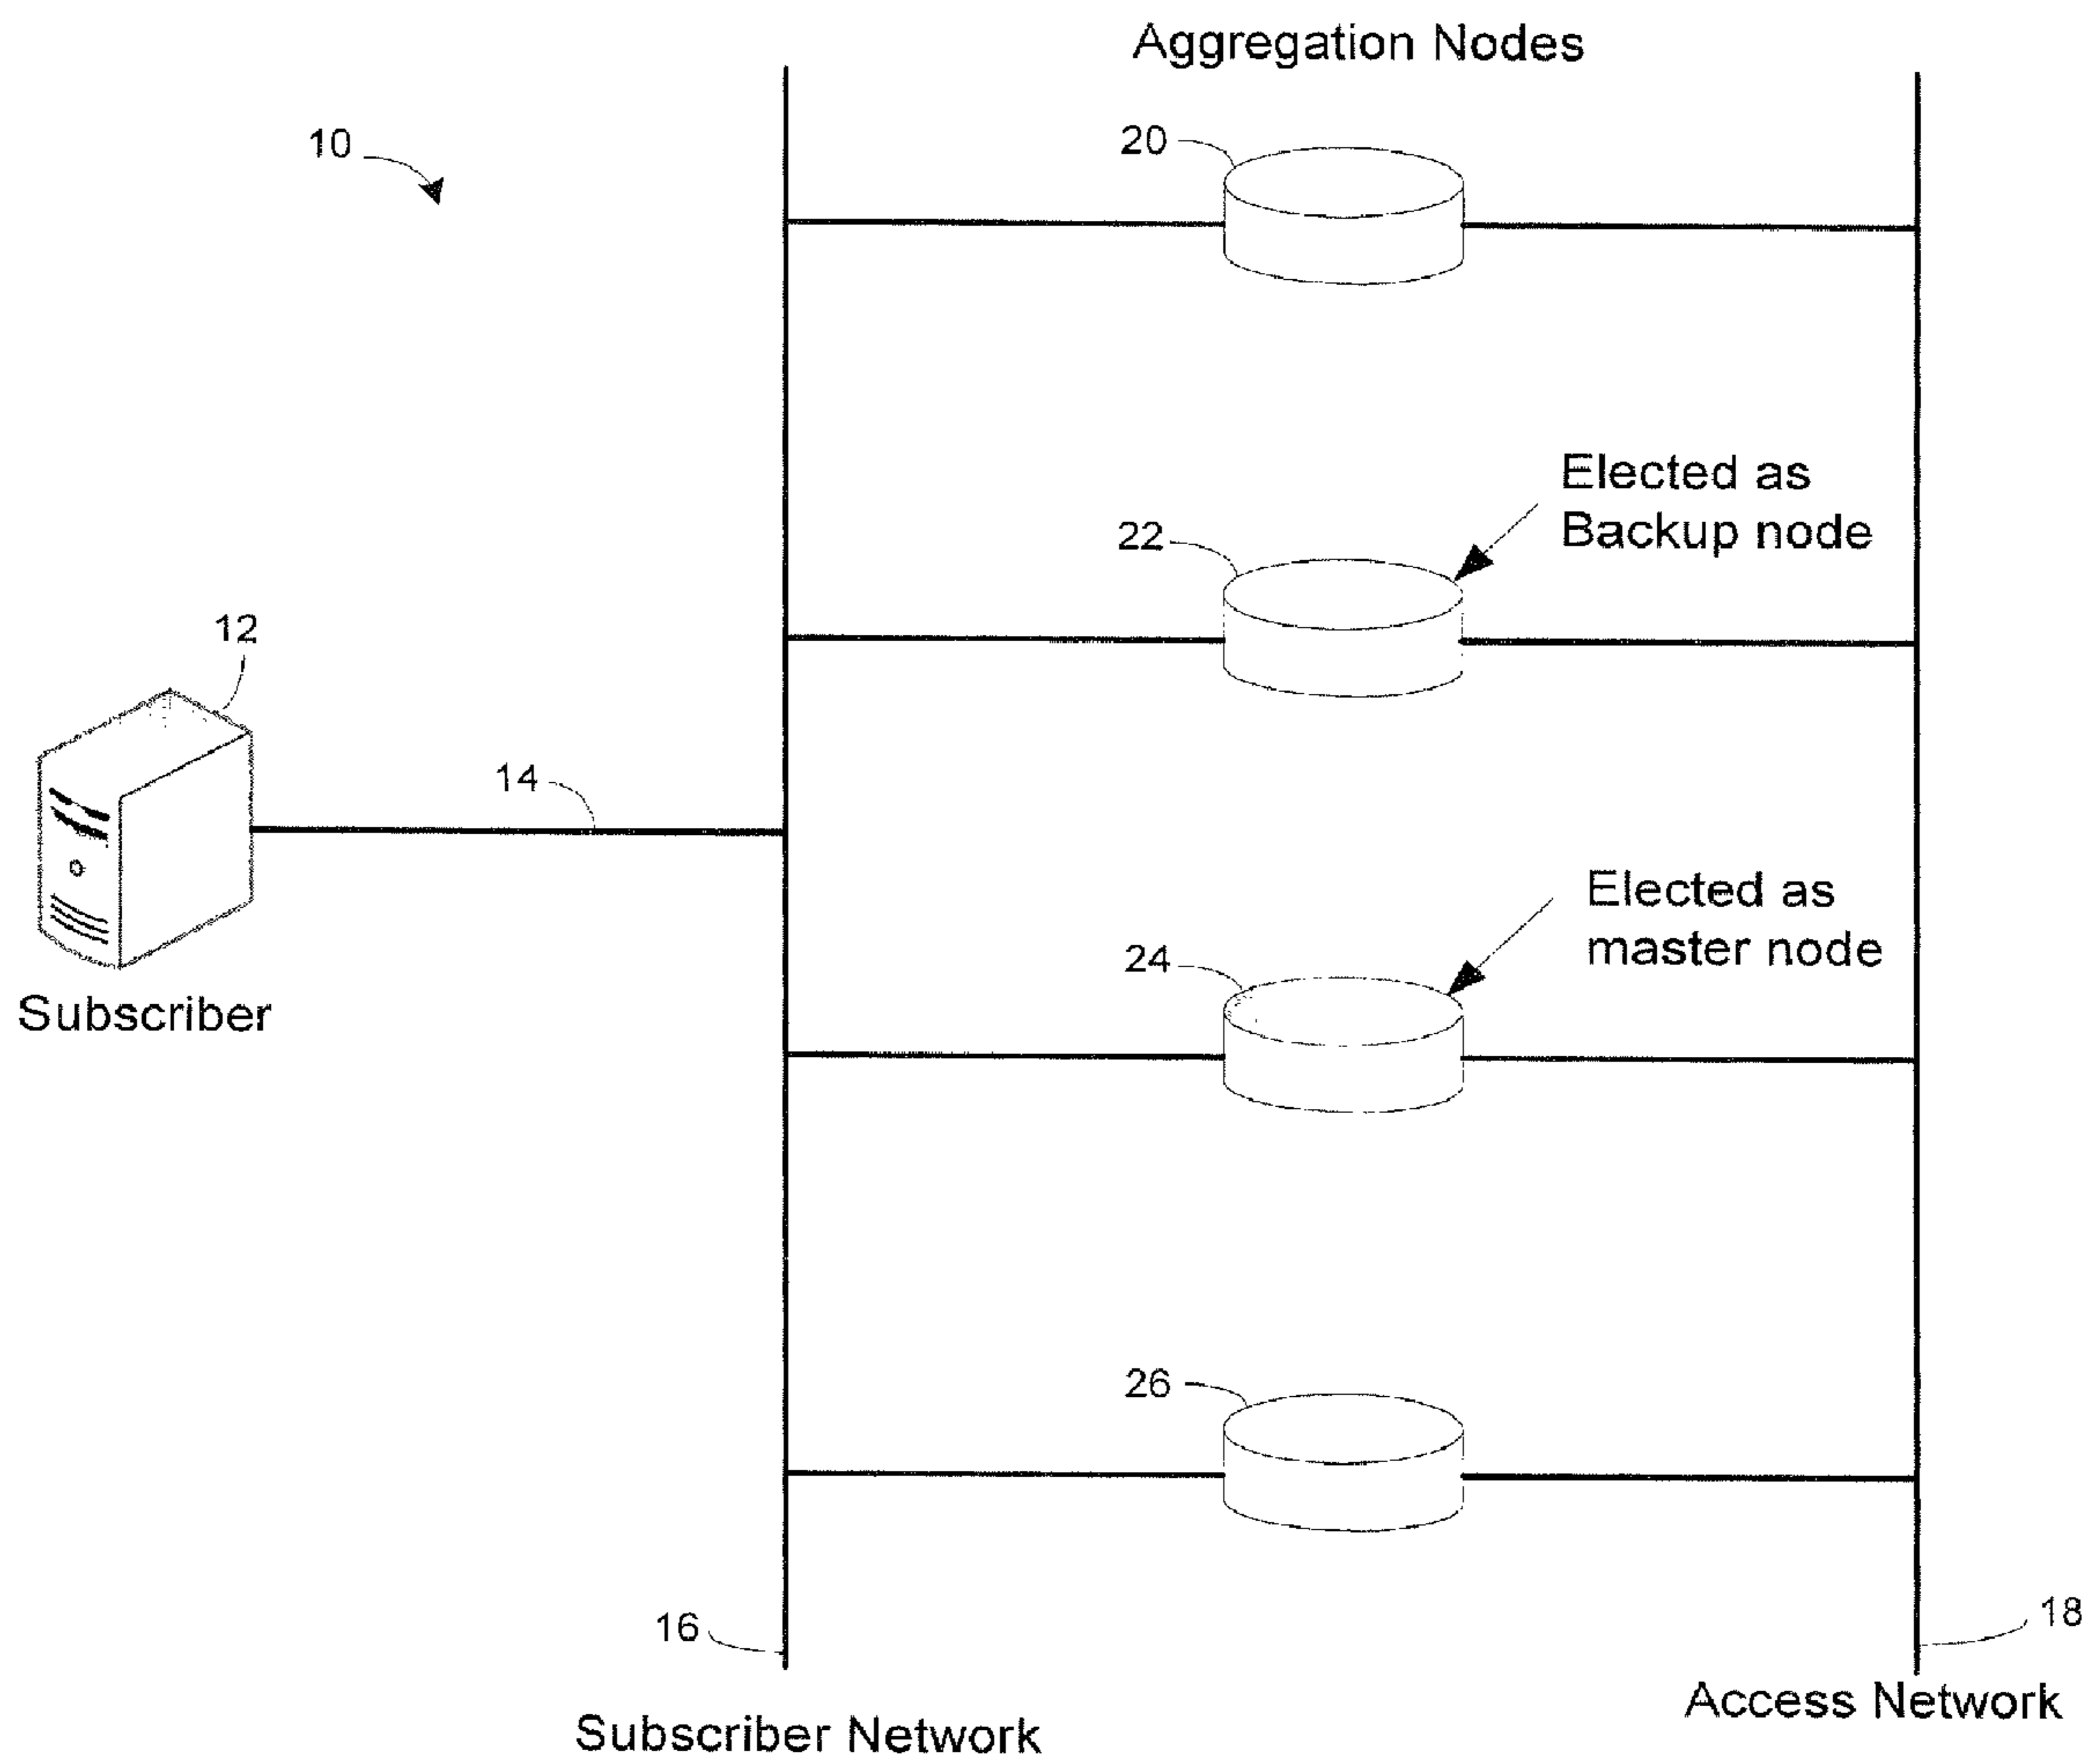 Aggregation Nodes
10
20
Elected as
Backup node
22
12
14
Elected as
master node
24
Subscriber
26
16
18
Access Network
Subscriber Network